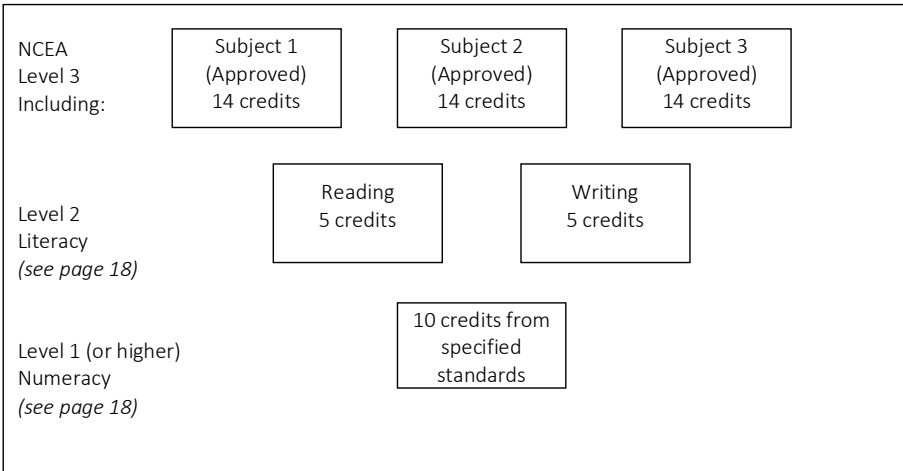 NCEA
Level 3
Including:
Subject 1
(Approved)
14 credits
Subject 2
(Approved)
14 credits
Subject 3
(Approved)
14 credits
Level 2
Literacy
(see page 18)
Reading
5 credits
Writing
5 credits
Level 1 (or higher)
Numeracy
(see page 18)
10 credits from
specified
standards